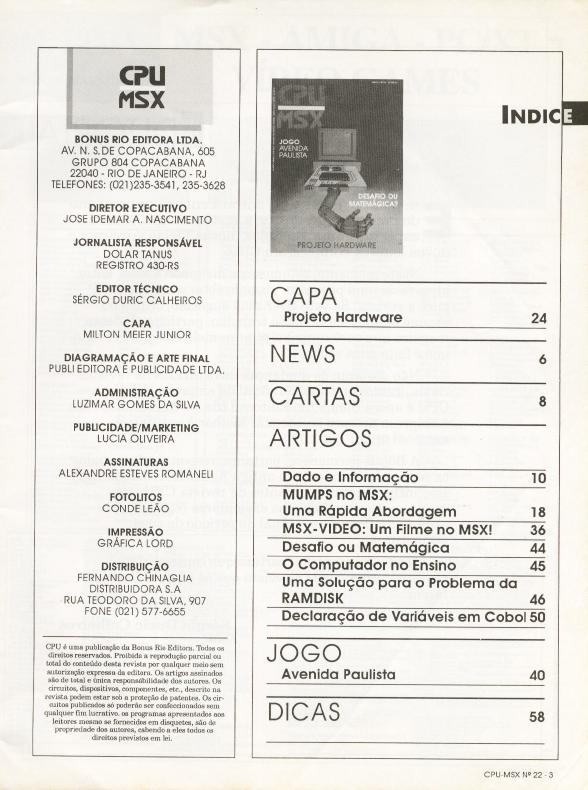 CPU
MSX
BONUS RIO EDITORA LTDA.
AV. N. S. DE COPACABANA, 605
GRUPO 804 COPACABANA
22040 - RIO DE JANEIRO - RJ
TELEFONES: (021)235-3541, 235-3628
DIRETOR EXECUTIVO
JOSE IDEMAR A. NASCIMENTO
JORNALISTA RESPONSÁVEL
DOLAR TANUS
REGISTRO 430-RS
EDITOR TÉCNICO
SÉRGIO DURIC CALHEIROS
CAPA
MILTON MEIER JUNIOR
DIAGRAMAÇÃO E ARTE FINAL
PUBLI EDITORA E PUBLICIDADE LTDA.
ADMINISTRAÇÃO
LUZIMAR GOMES DA SILVA
PUBLICIDADE/MARKETING
LUCIA OLIVEIRA
ASSINATURAS
ALEXANDRE ESTEVES ROMANELI
FOTOLITOS
CONDE LEÃO
IMPRESSÃO
GRÁFICA LORD
DISTRIBUIÇÃO
FERNANDO CHINAGLIA
DISTRIBUIDORA S.A
RUA TEODORO DA SILVA, 907
FONE (021) 577-6655
CPU é uma publicação da Bonus Rio Editora. Todos os
direitos reservados. Proibida a reprodução parcial ou
total do conteúdo desta revista por qualquer meio sem
autorização expressa da editora. Os artigos assinados
são de total e única responsabilidade dos autores. Os
circuitos, dispositivos, componentes, etc., descrito na
revista podem estar sob a proteção de patentes. Os cir-
cuitos publicados só poderão ser confeccionados sem
qualquer fim lucrativo. os programas apresentados aos
leitores mesmo se fornecidos em disquetes, são de
propriedade dos autores, cabendo a eles todos os
direitos previstos em lei.
INDICE
CPU
MSX
JOGO
AVENIDA
PAULISTA
DESAFIO OU
MATEMÁGICA?
PROJETO HARDWARE
CAPA
Projeto Hardware 24
NEWS 6
CARTAS 8
ARTIGOS
Dado e Informação 10
MUMPS no MSX:
Uma Rápida Abordagem 18
MSX-VIDEO: Um Filme no MSX! 36
Desafio ou Matemágica 44
O Computador no Ensino 45
Uma Solução para o Problema da
RAMDISK 46
Declaração de Variáveis em Cobol 50
JOGO
Avenida Paulista 40
DICAS 58
CPU-MSX Nº 22 - 3